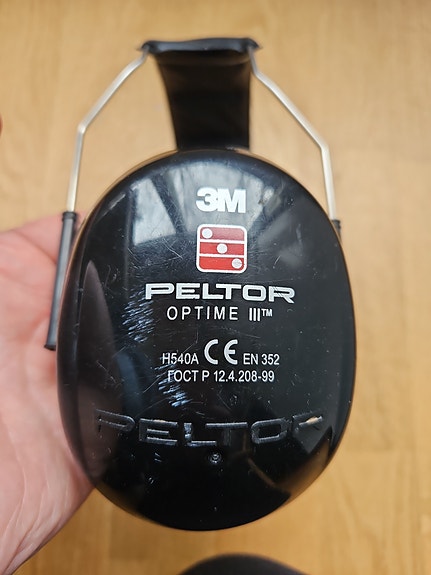 3M
PELTOR
OPTIME III™
H540A CE EN 352
ГОСТ Р 12.4.208-99
PELTOR